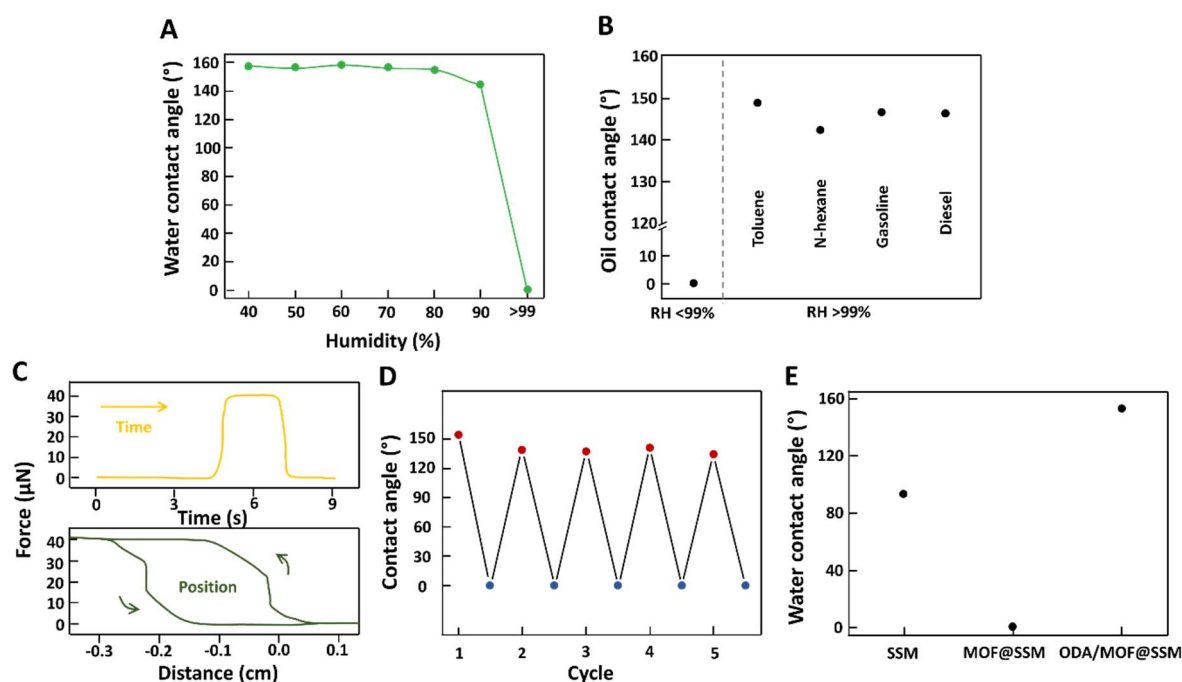 A
Water contact angle (°)
160
140
120
100
80
60
40
20
0
40 50 60 70 80 90 >99
Humidity (%)
B
Oil contact angle (°)
160
150
140
130
120
10
0
Toluene
N-hexane
Gasoline
Diesel
RH <99% RH >99%
C
Force (μN)
40
30
20
10
0
Time
0 3 6 9
Time (s)
40
30
20
10
0
Position
-0.3 -0.2 -0.1 0.0 0.1
Distance (cm)
D
Contact angle (°)
150
120
90
60
30
0
1 2 3 4 5
Cycle
E
Water contact angle (°)
160
120
80
40
0
SSM MOF@SSM ODA/MOF@SSM